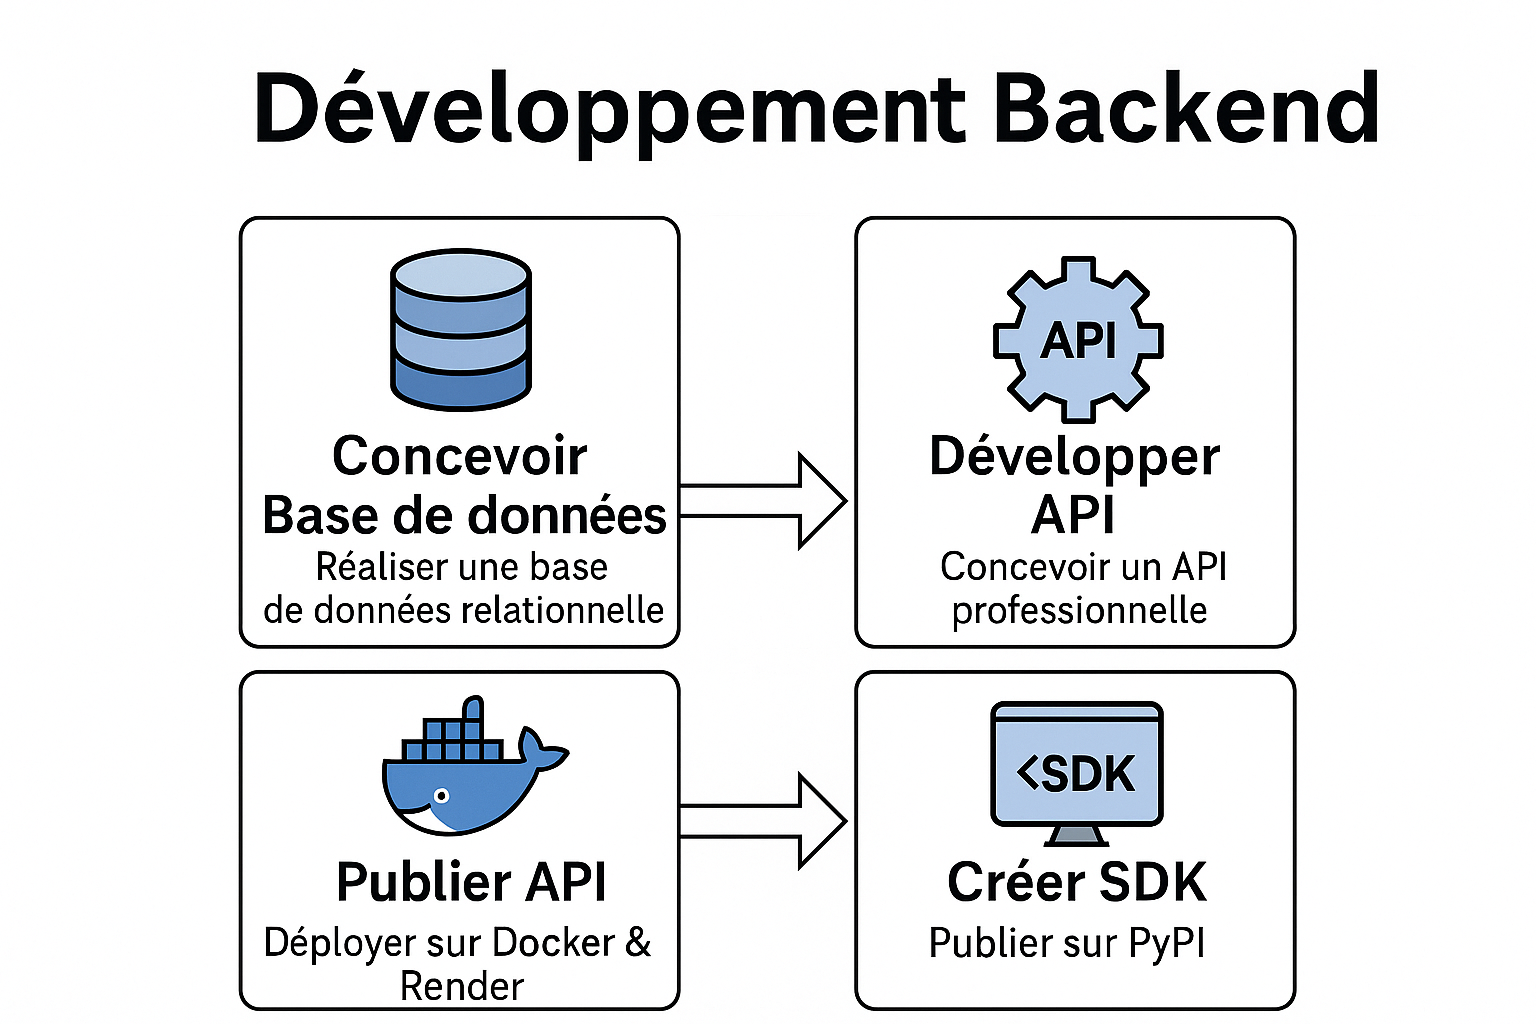 Développement Backend
Concevoir
Base de données
Réaliser une base
de données relationnelle
API
Développer
API
Concevoir un API
professionnelle
Publier API
Déployer sur Docker &
Render
<SDK
Créer SDK
Publier sur PyPI